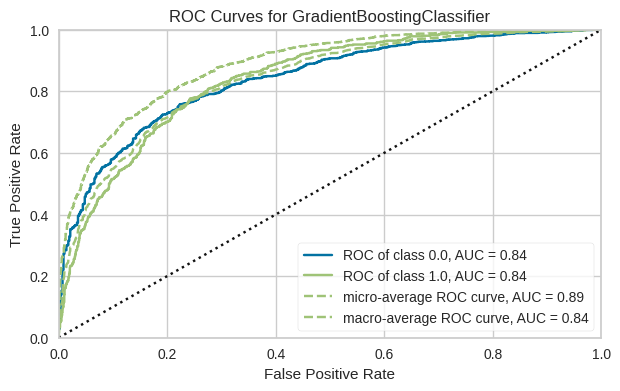 ROC Curves for GradientBoostingClassifier
True Positive Rate
1.0
0.8
0.6
0.4
0.2
0.0
ROC of class 0.0, AUC = 0.84
ROC of class 1.0, AUC = 0.84
micro-average ROC curve, AUC = 0.89
macro-average ROC curve, AUC = 0.84
0.0 0.2 0.4 0.6 0.8 1.0
False Positive Rate